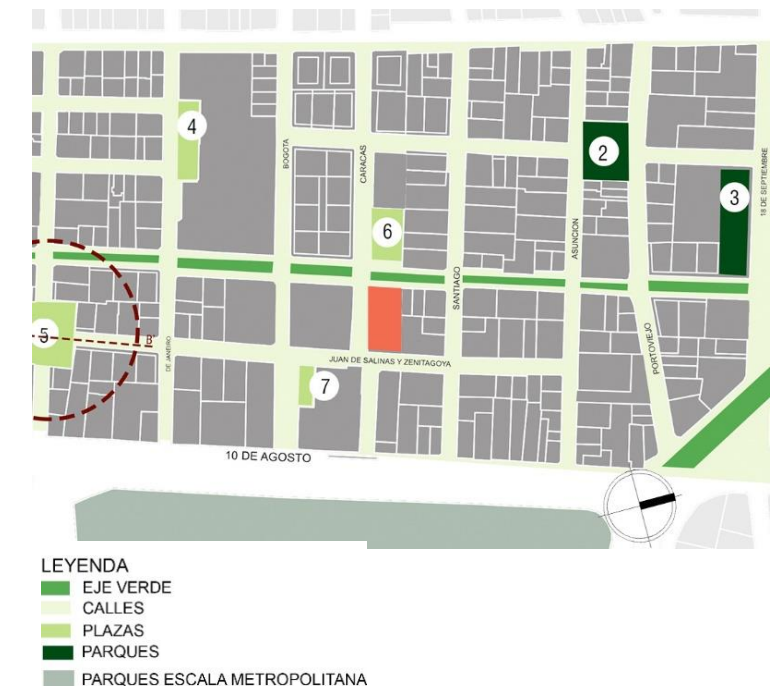 4
BOGOTA
CARACAS
2
3
18 DE SEPTIEMBRE
6
ASUNCION
SANTIAGO
5
B'
DE JANEIRO
JUAN DE SALINAS Y ZENITAGOYA
PORTOVIEJO
7
10 DE AGOSTO
LEYENDA
EJE VERDE
CALLES
PLAZAS
PARQUES
PARQUES ESCALA METROPOLITANA